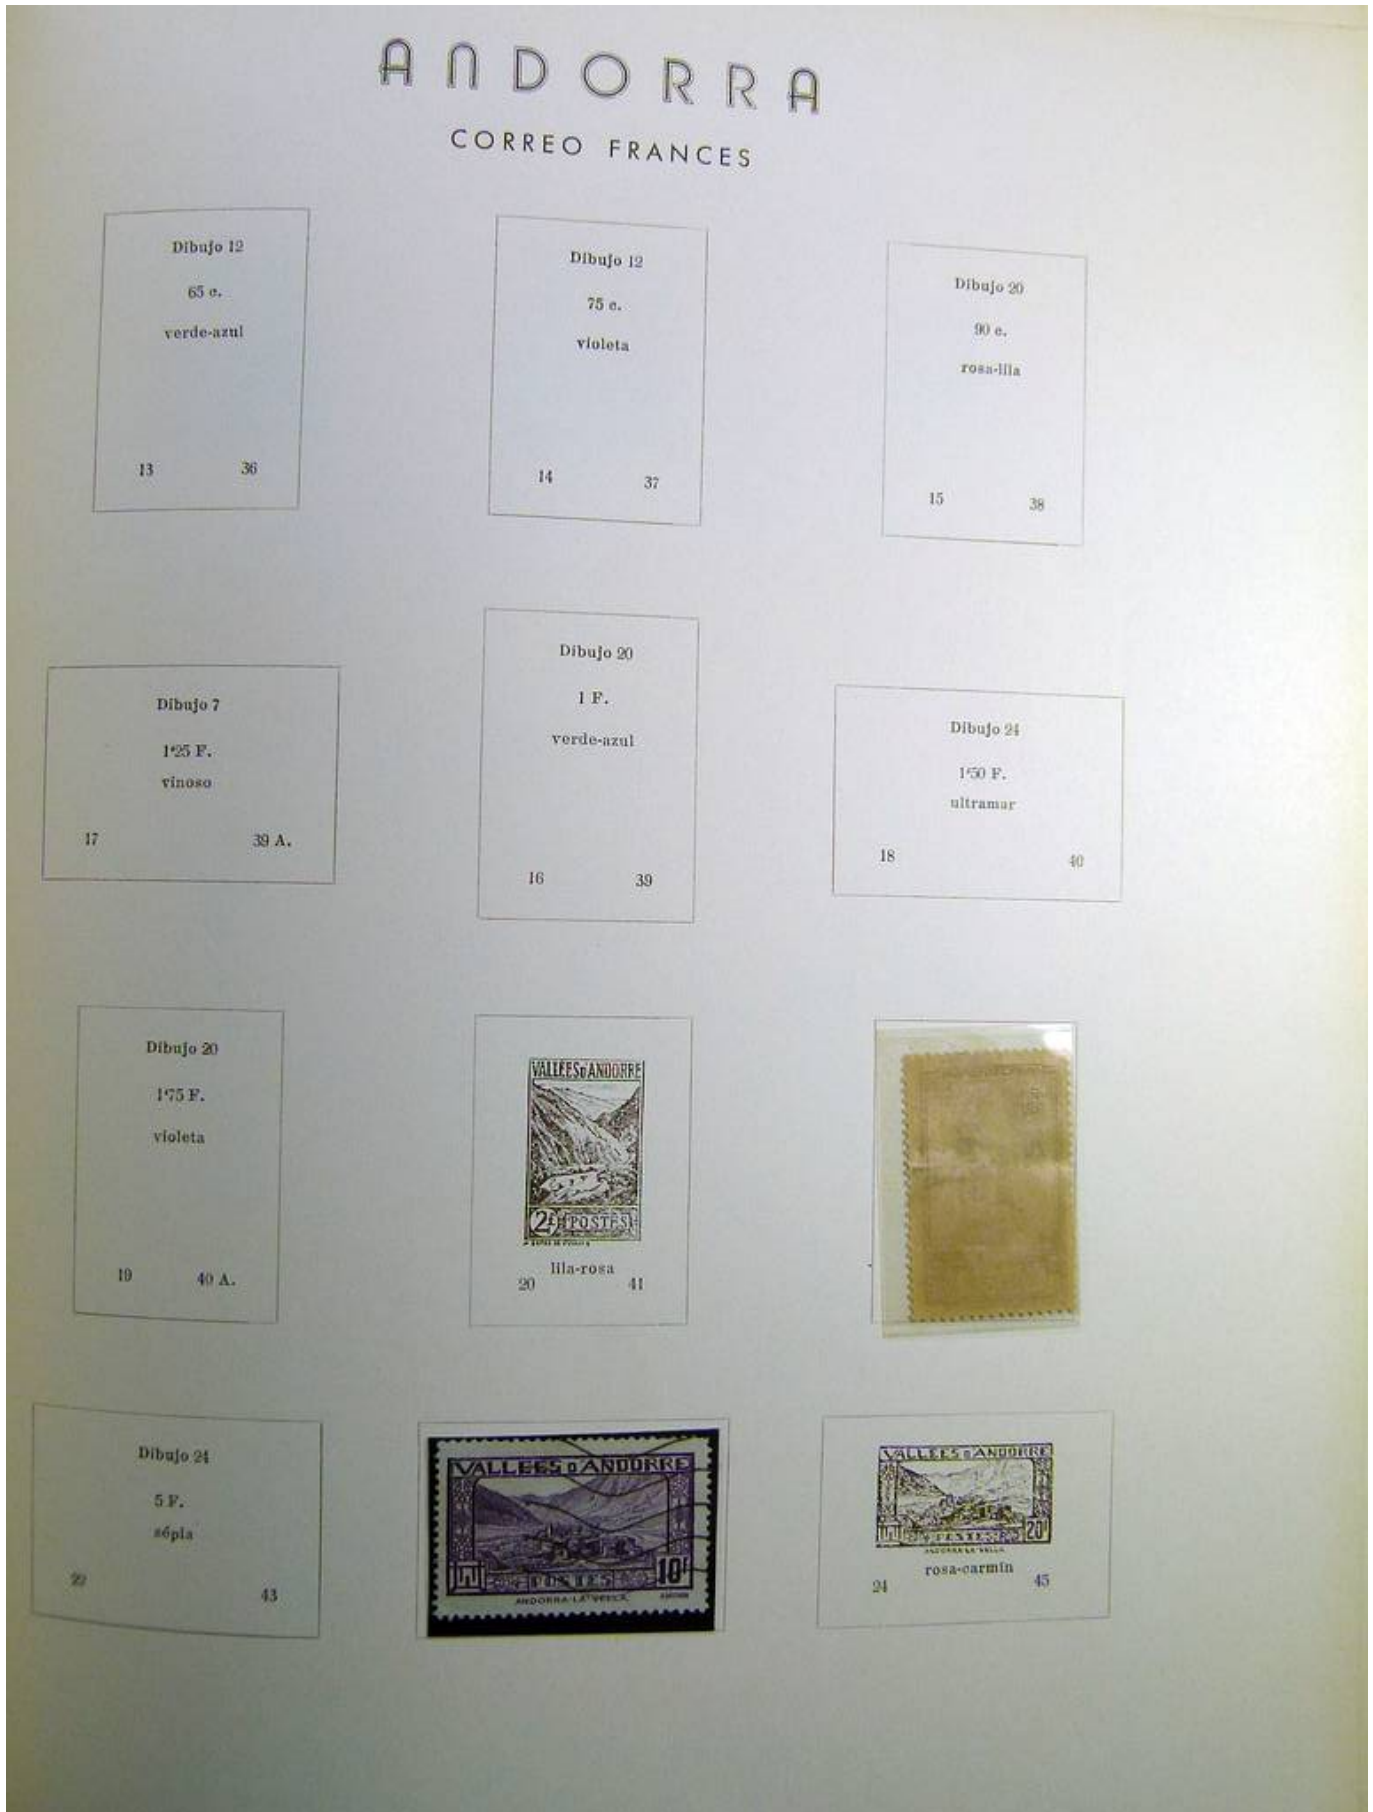 ANDORRA
CORREO FRANCES
Dibujo 12
65 c.
verde-azul
13 36
Dibujo 12
75 c.
violeta
14 37
Dibujo 20
90 c.
rosa-lila
15 38
Dibujo 7
1'25 F.
vinoso
17 39 A.
Dibujo 20
1 F.
verde-azul
16 39
Dibujo 24
1'50 F.
ultramar
18 40
Dibujo 20
1'75 F.
violeta
19 40 A.
VALLÉES D'ANDORRE
2F POSTES
lila-rosa
20 41
Dibujo 24
5 F.
sépia
22 43
VALLEES D'ANDORRE
POSTES 10F
ANDORRA-LA-VELLA
VALLEES D'ANDORRE
POSTES 20F
ANDORRA-LA-VELLA
rosa-carmin
24 45